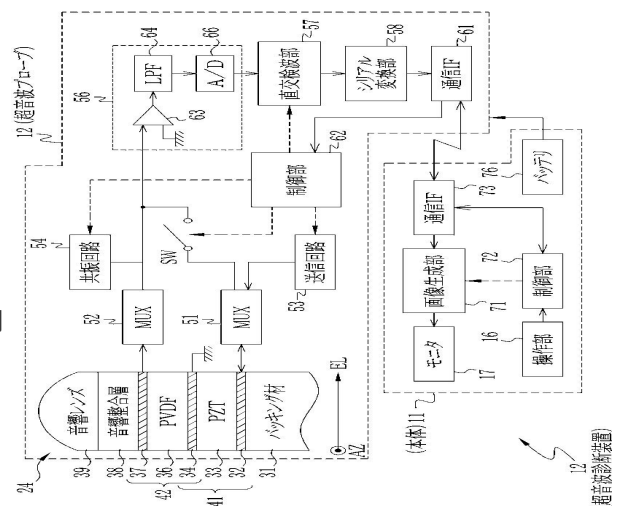 12 (超音波プローブ)
56
LPF
64
A/D
66
63
直交検波部
57
シリアル
変換部
58
通信IF
61
制御部
62
54
共振回路
SW
送信回路
53
52
MUX
51
MUX
24
音響レンズ
39
音響整合層
38
37
PVDF
36
42
34
PZT
33
41
32
バッキング材
31
EL
AZ
バッテリ
76
通信IF
73
画像生成部
71
制御部
72
モニタ
17
操作部
16
(本体) 11
12
超音波診断装置